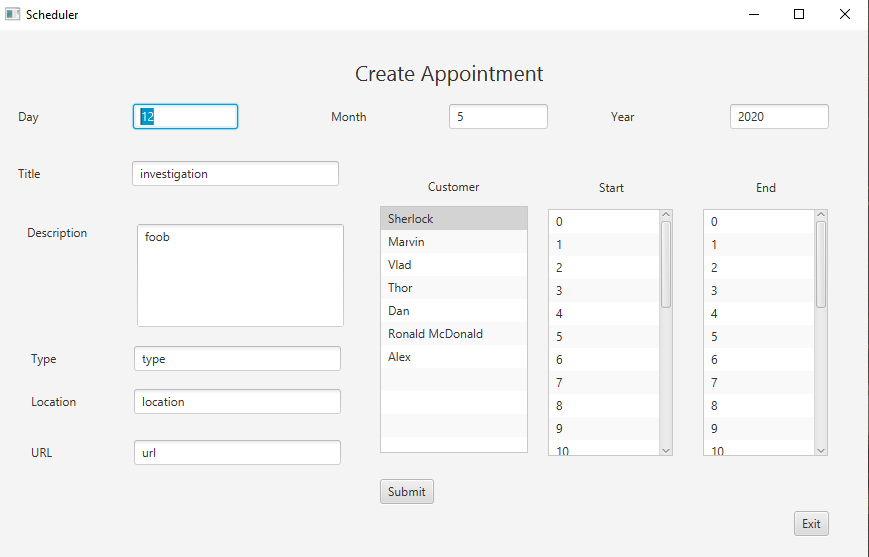 Scheduler
Create Appointment
Day 12 Month 5 Year 2020
Title investigation
Customer Start End
Description foob
Sherlock 0 0
Marvin 1 1
Vlad 2 2
Thor 3 3
Dan 4 4
Ronald McDonald 5 5
Alex 6 6
7 7
8 8
9 9
10 10
Type type
Location location
URL url
Submit
Exit